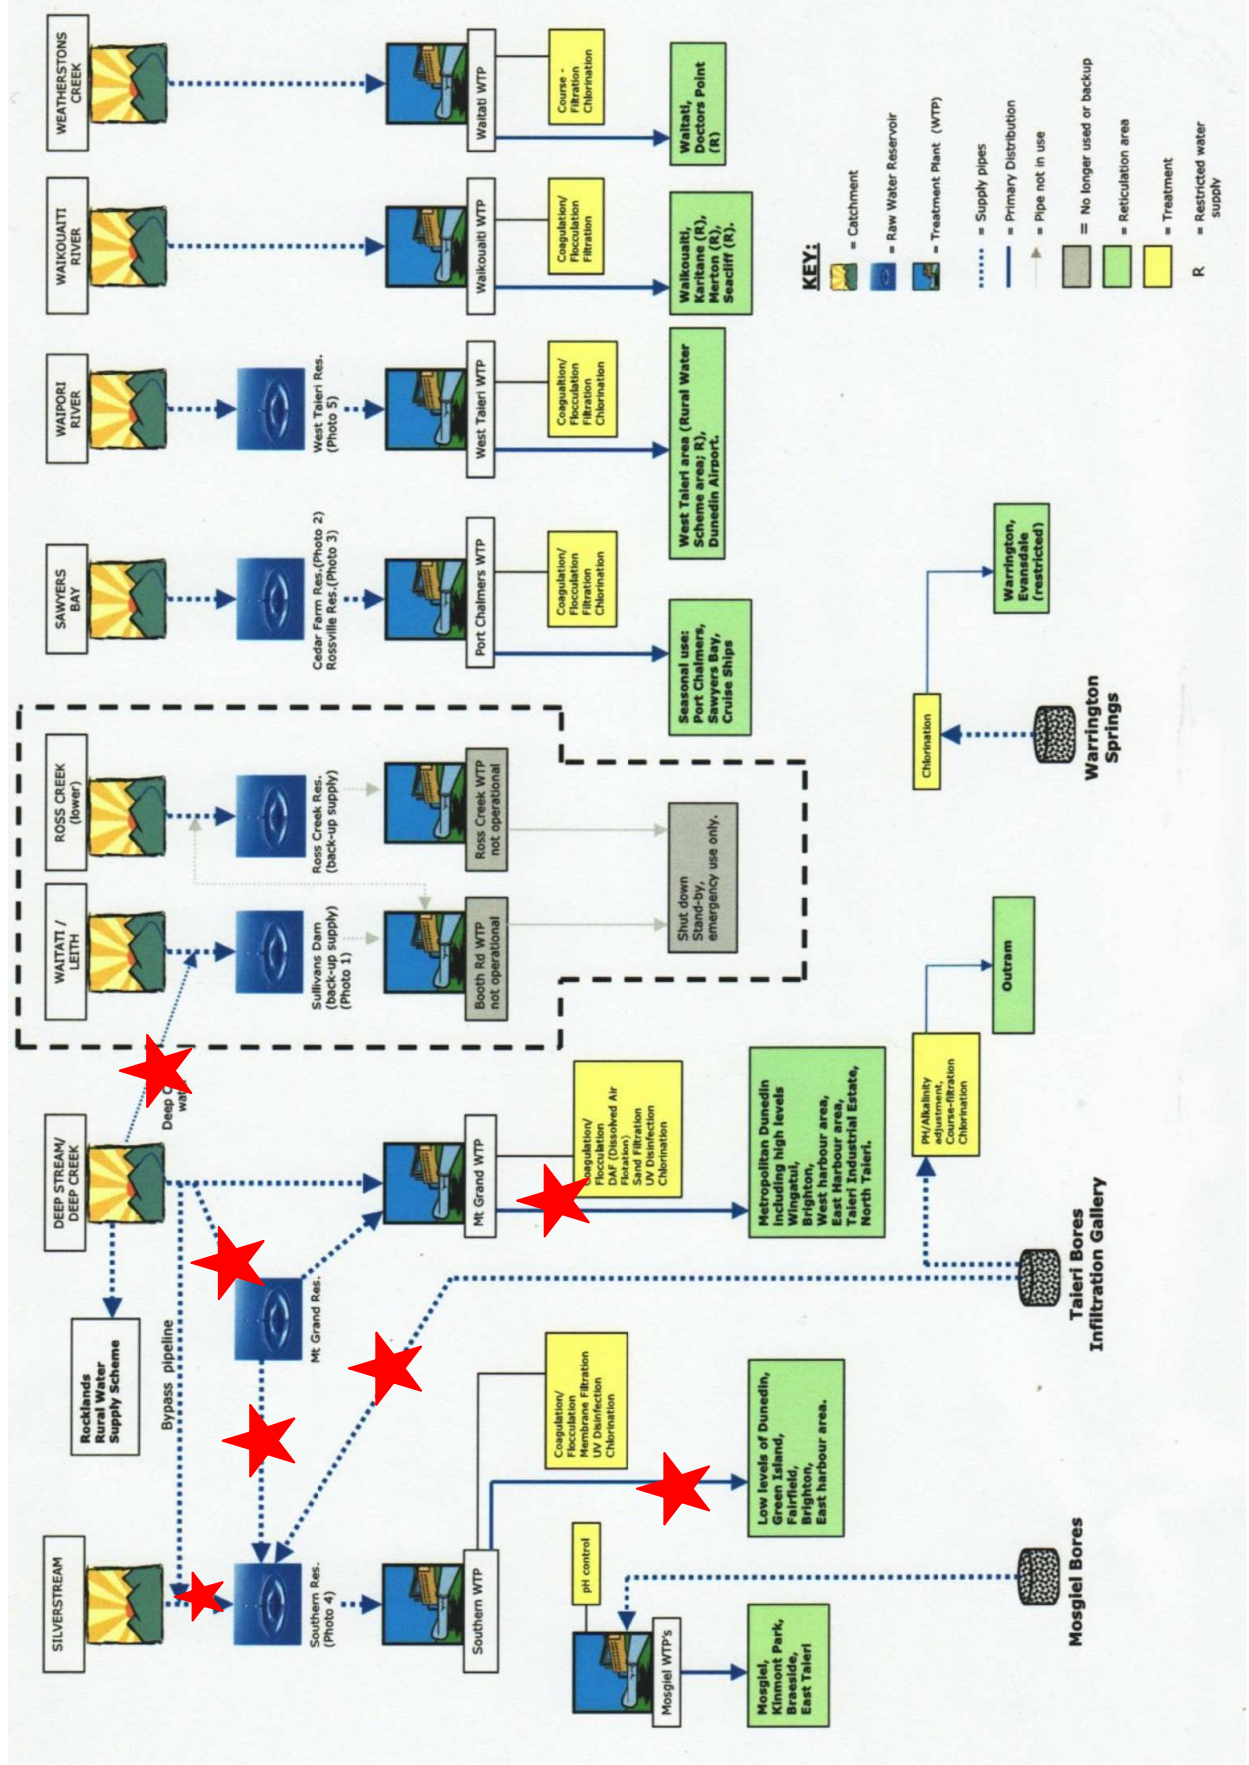 SILVERSTREAM
DEEP STREAM/
DEEP CREEK
WAITATI /
LEITH
ROSS CREEK
(lower)
SAWYERS
BAY
WAIPORI
RIVER
WAIKOUAITI
RIVER
WEATHERSTONS
CREEK
Rocklands
Rural Water
Supply Scheme
Bypass pipeline
Deep
Southern Res.
(Photo 4)
Mt Grand Res.
Sullivans Dam
(back-up supply)
(Photo 1)
Ross Creek Res.
(back-up supply)
Cedar Farm Res.(Photo 2)
Rossville Res.(Photo 3)
West Taieri Res.
(Photo 5)
Southern WTP
Mt Grand WTP
Booth Rd WTP
not operational
Ross Creek WTP
not operational
Port Chalmers WTP
West Taieri WTP
Waikouaiti WTP
Waitati WTP
pH control
Coagulation/
Flocculation
Membrane Filtration
UV Disinfection
Chlorination
Coagulation/
Flocculation
DAF (Dissolved Air
Flotation)
Sand Filtration
UV Disinfection
Chlorination
Coagulation/
Flocculation
Filtration
Chlorination
Coagualtion/
Flocculation
Filtration
Chlorination
Coagulation/
Flocculation
Filtration
Course -
Filtration
Chlorination
Mosgiel WTP's
Mosgiel,
Kinmont Park,
Braeside,
East Taieri
Low levels of Dunedin,
Green Island,
Fairfield,
Brighton,
East harbour area.
Metropolitan Dunedin
including high levels
Wingatui,
Brighton,
West harbour area,
East Harbour area,
Taieri Industrial Estate,
North Taieri.
Shut down
Stand-by,
emergency use only.
Seasonal use:
Port Chalmers,
Sawyers Bay,
Cruise Ships
West Taieri area (Rural Water
Scheme area; R),
Dunedin Airport.
Waikouaiti,
Karitane (R),
Merton (R),
Seacliff (R).
Waitati,
Doctors Point
(R)
PH/Alkalinity
adjustment,
Course-filtration
Chlorination
Outram
Chlorination
Warrington,
Evansdale
(restricted)
Mosgiel Bores
Taieri Bores
Infiltration Gallery
Warrington
Springs
KEY:
= Catchment
= Raw Water Reservoir
= Treatment Plant (WTP)
= Supply pipes
= Primary Distribution
= Pipe not in use
= No longer used or backup
= Reticulation area
= Treatment
R = Restricted water
supply